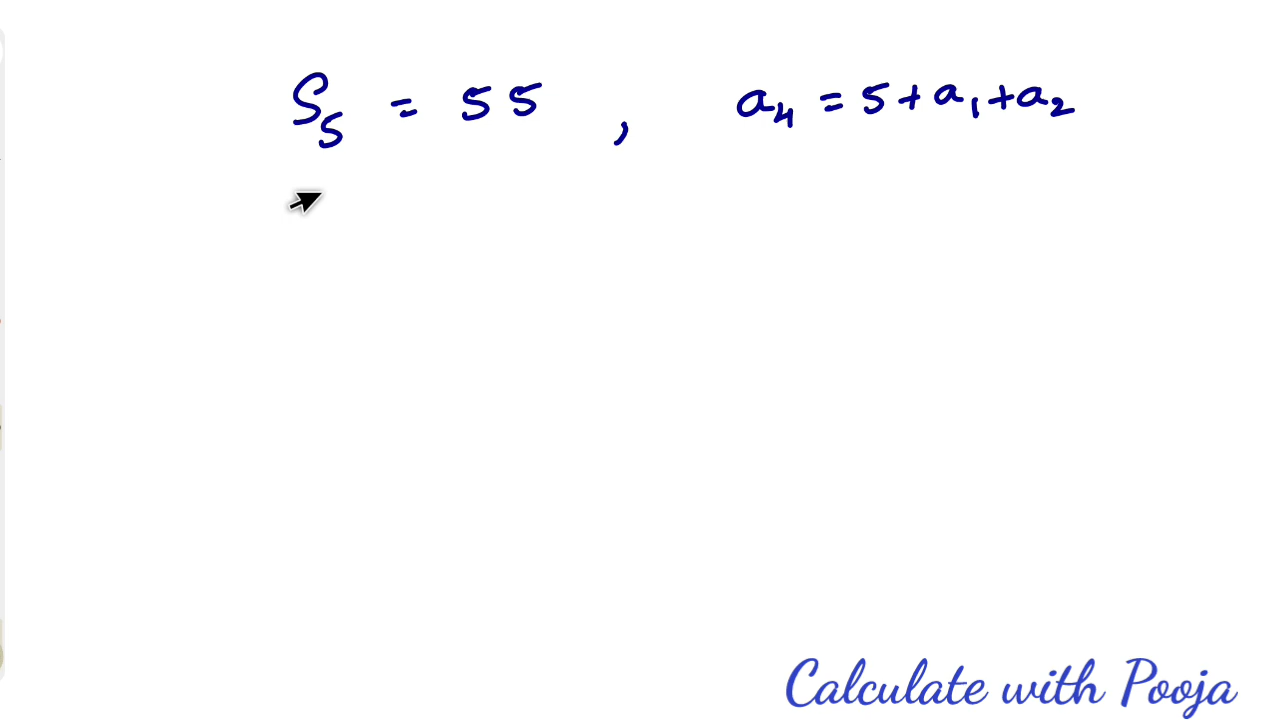 S₅ = 55 , a₄ = 5 + a₁ + a₂
Calculate with Pooja